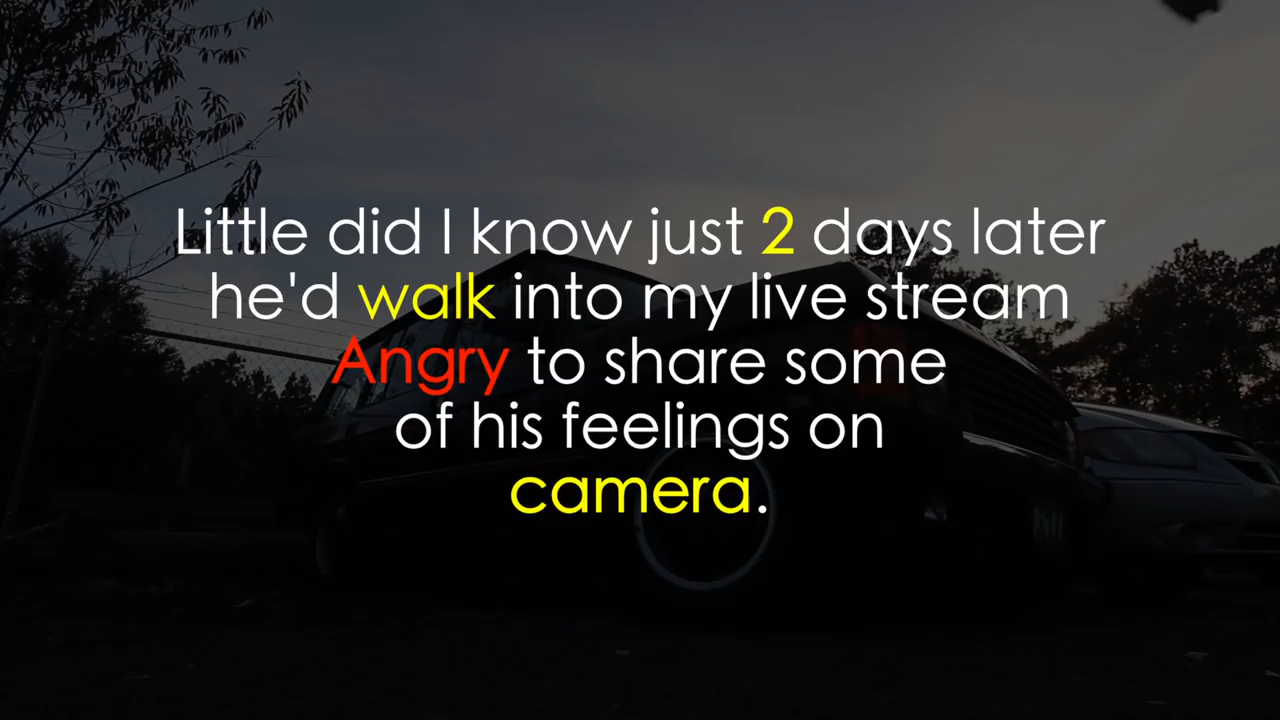 Little did I know just 2 days later
he'd walk into my live stream
Angry to share some
of his feelings on
camera.